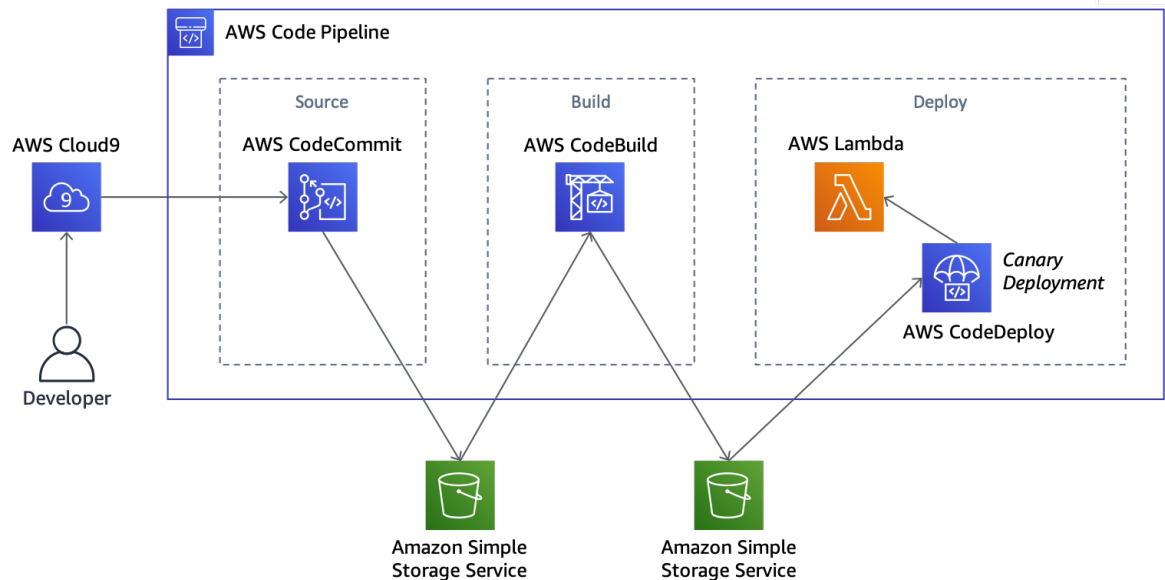 AWS Code Pipeline
Source
Build
Deploy
AWS Cloud9
AWS CodeCommit
AWS CodeBuild
AWS Lambda
9
Canary
Deployment
AWS CodeDeploy
Developer
Amazon Simple
Storage Service
Amazon Simple
Storage Service